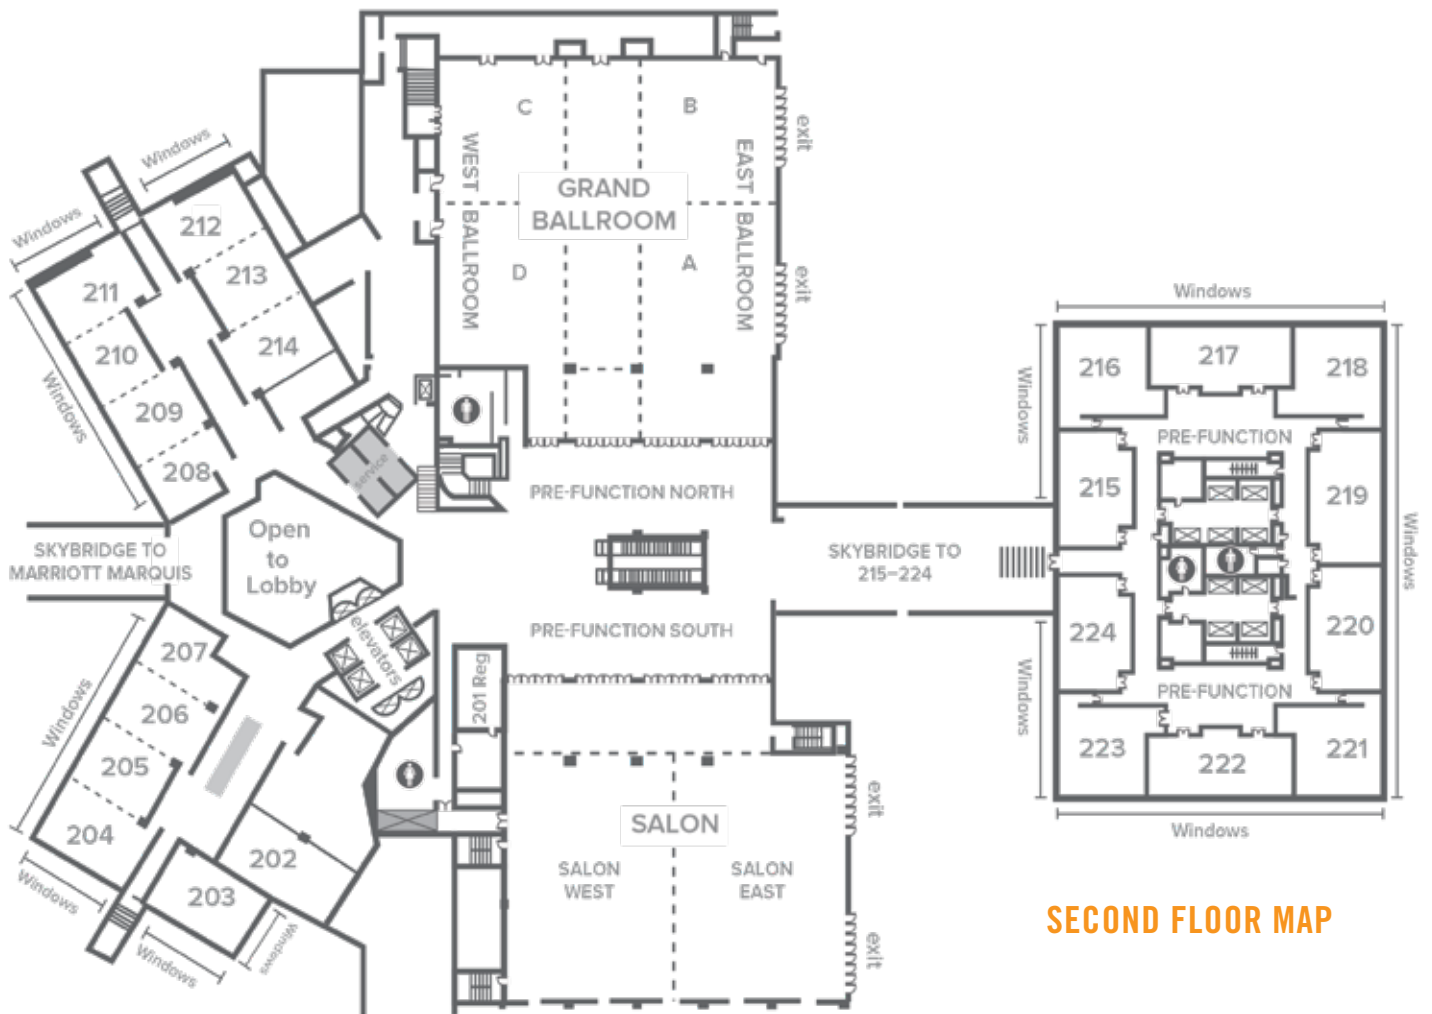 C
B
exit
WEST BALLROOM
EAST BALLROOM
GRAND
BALLROOM
D
A
exit
Windows
Windows
212
213
211
214
210
209
208
Windows
service
Open
to
Lobby
SKYBRIDGE TO
MARRIOTT MARQUIS
PRE-FUNCTION NORTH
SKYBRIDGE TO
215–224
PRE-FUNCTION SOUTH
elevators
201 Reg
207
206
205
204
Windows
Windows
202
203
Windows
Windows
SALON
SALON
WEST
SALON
EAST
exit
exit
Windows
216
217
218
Windows
PRE-FUNCTION
215
219
Windows
224
220
Windows
PRE-FUNCTION
223
222
221
Windows
SECOND FLOOR MAP